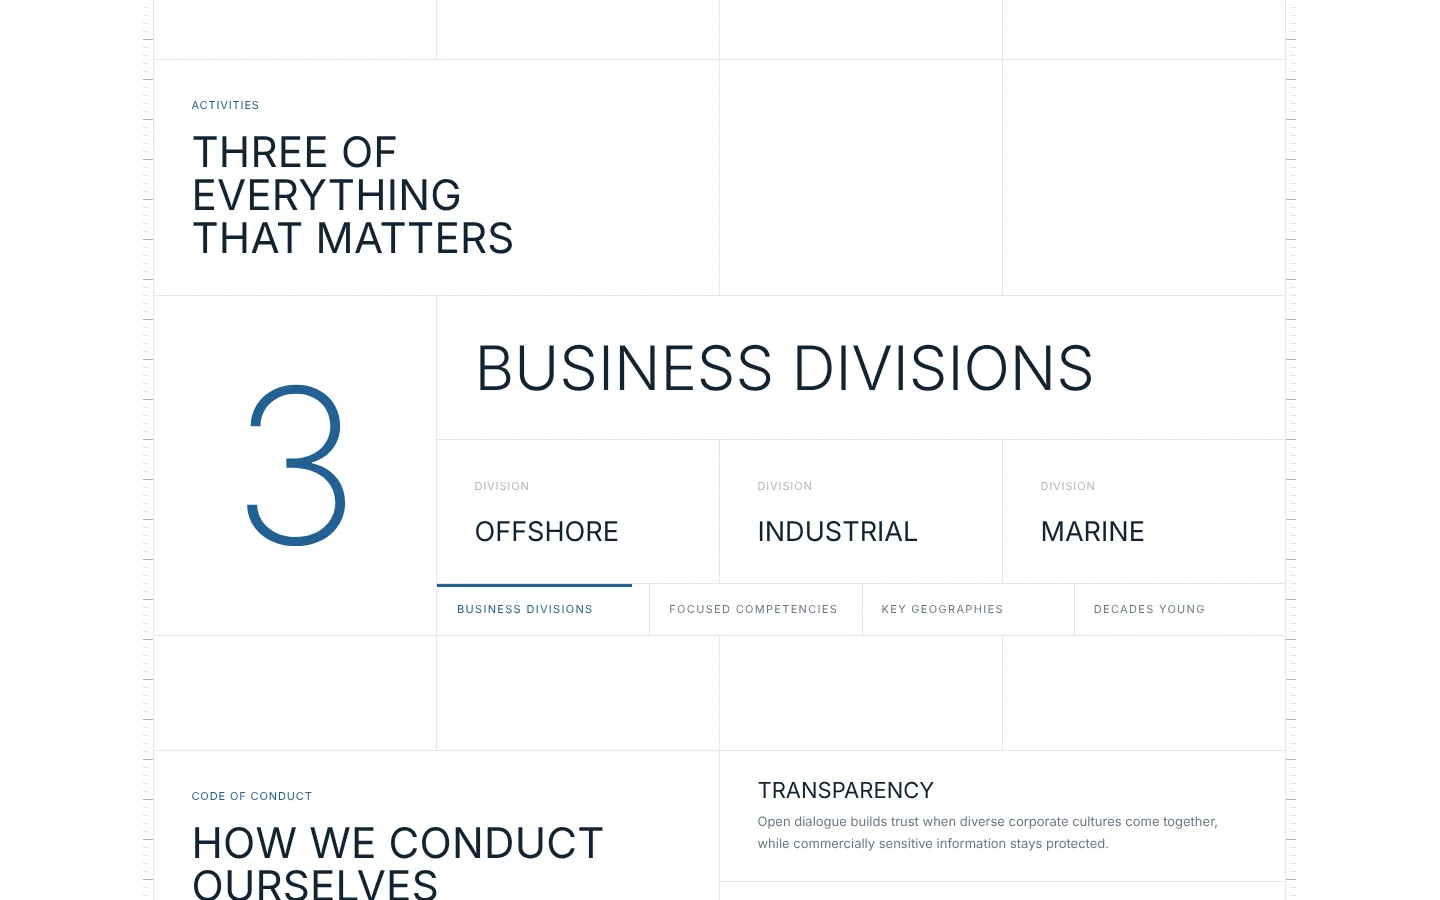 ACTIVITIES
THREE OF
EVERYTHING
THAT MATTERS
3
BUSINESS DIVISIONS
DIVISION
OFFSHORE
DIVISION
INDUSTRIAL
DIVISION
MARINE
BUSINESS DIVISIONS
FOCUSED COMPETENCIES
KEY GEOGRAPHIES
DECADES YOUNG
CODE OF CONDUCT
HOW WE CONDUCT
OURSELVES
TRANSPARENCY
Open dialogue builds trust when diverse corporate cultures come together,
while commercially sensitive information stays protected.